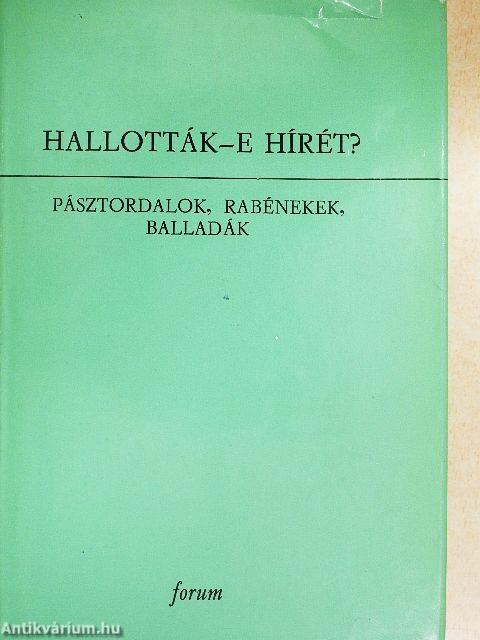 HALLOTTÁK–E HÍRÉT?
PÁSZTORDALOK, RABÉNEKEK,
BALLADÁK
forum
Antikvárium.hu